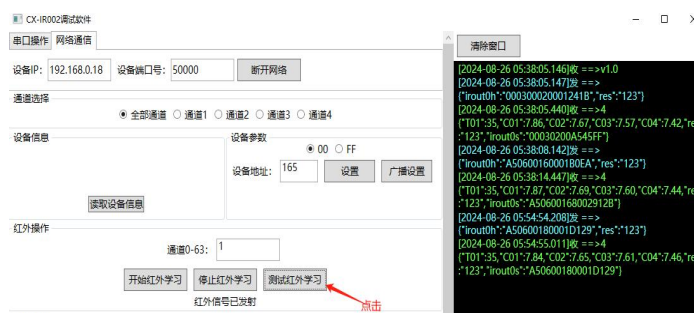 CX-IR002调试软件
串口操作 网络通信
设备IP: 192.168.0.18 设备端口号: 50000 断开网络
通道选择
全部通道 通道1 通道2 通道3 通道4
设备信息
读取设备信息
设备参数
00 FF
设备地址: 165 设置 广播设置
红外操作
通道0-63: 1
开始红外学习 停止红外学习 测试红外学习
红外信号已发射
点击
清除窗口
[2024-08-26 05:38:05.146]收 ==>v1.0
[2024-08-26 05:38:05.147]发 ==>
{"irout0h":"000300020001241B","res":"123"}
[2024-08-26 05:38:05.440]收 ==>4
{"T01":35,"C01":7.86,"C02":7.67,"C03":7.57,"C04":7.42,"re
:"123","irout0s":"00030200A545FF"}
[2024-08-26 05:38:08.142]发 ==>
{"irout0h":"A50600160001B0EA","res":"123"}
[2024-08-26 05:38:14.447]收 ==>4
{"T01":35,"C01":7.87,"C02":7.69,"C03":7.60,"C04":7.44,"re
:"123","irout0s":"A50600168002912B"}
[2024-08-26 05:54:54.208]发 ==>
{"irout0h":"A50600180001D129","res":"123"}
[2024-08-26 05:54:55.011]收 ==>4
{"T01":35,"C01":7.84,"C02":7.65,"C03":7.61,"C04":7.46,"re
:"123","irout0s":"A50600180001D129"}